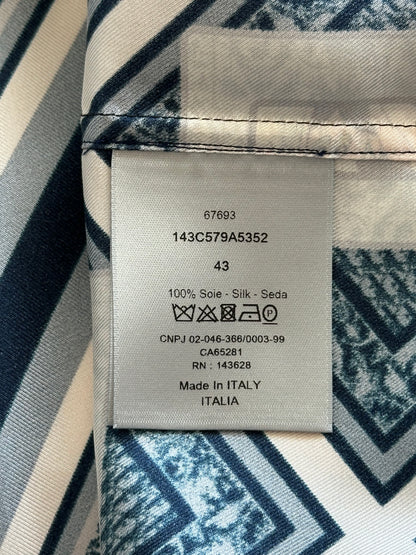 67693
143C579A5352
43
100% Soie - Silk - Seda
P
CNPJ 02-046-366/0003-99
CA65281
RN : 143628
Made In ITALY
ITALIA